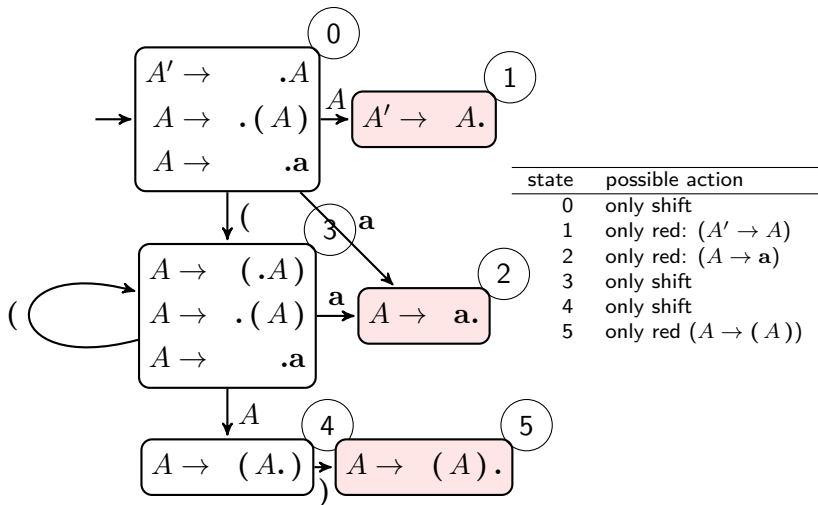 0
A′ → .A
A → .( A )
A → .a
A
1
A′ → A.
(
a
3
A → ( .A )
A → .( A )
A → .a
(
a
2
A → a.
A
4
A → ( A. )
)
5
A → ( A ) .
state possible action
0 only shift
1 only red: (A′ → A)
2 only red: (A → a)
3 only shift
4 only shift
5 only red (A → ( A ))